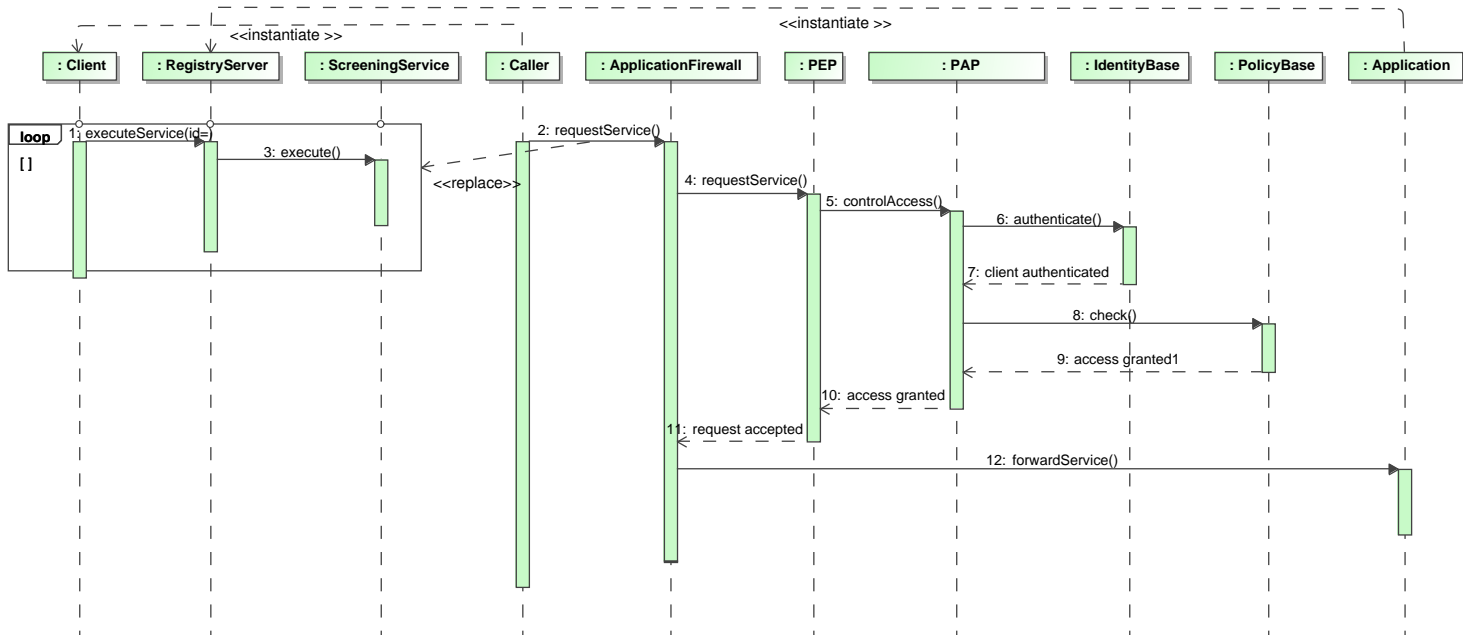 <<instantiate >>
<<instantiate >>
: Client
: RegistryServer
: ScreeningService
: Caller
: ApplicationFirewall
: PEP
: PAP
: IdentityBase
: PolicyBase
: Application
loop
[ ]
1: executeService(id=)
2: requestService()
3: execute()
<<replace>>
4: requestService()
5: controlAccess()
6: authenticate()
7: client authenticated
8: check()
9: access granted1
10: access granted
11: request accepted
12: forwardService()